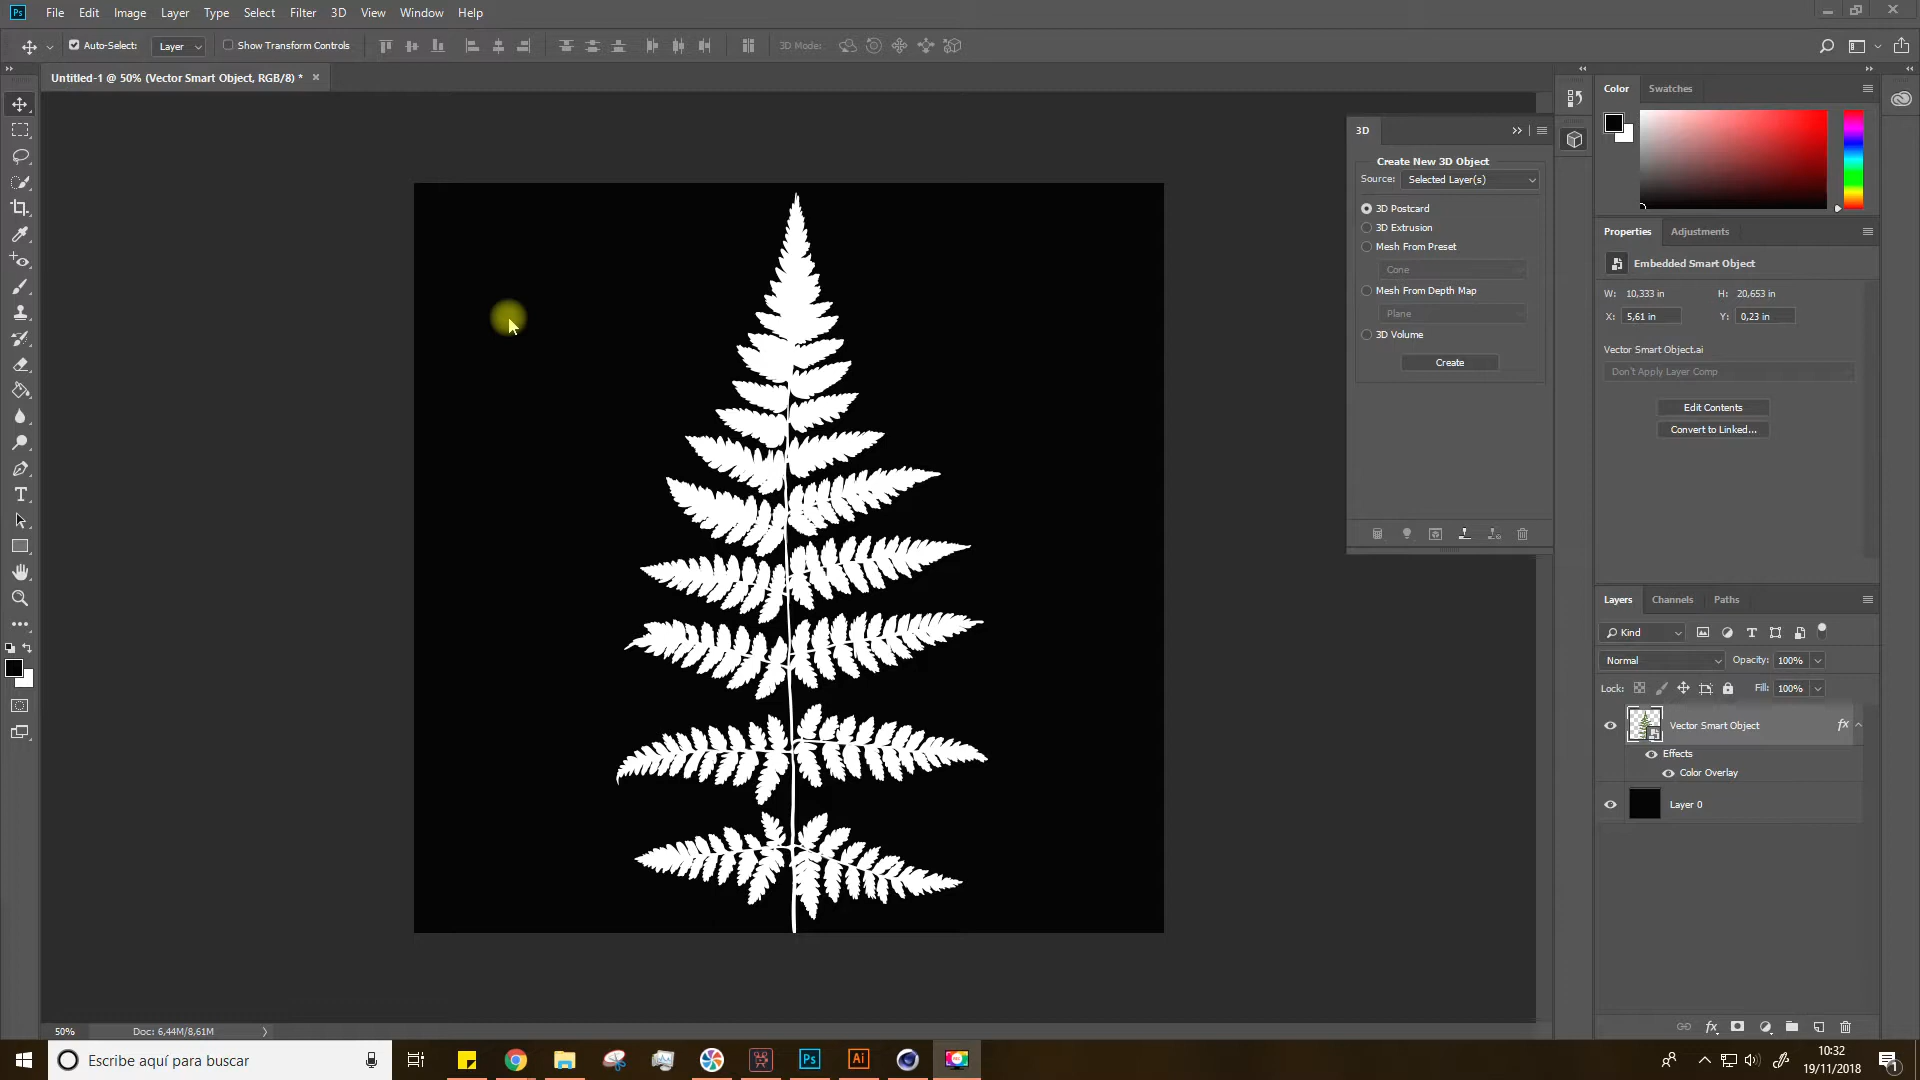 Ps File Edit Image Layer Type Select Filter 3D View Window Help
Auto-Select: Layer Show Transform Controls 3D Mode:
Untitled-1 @ 50% (Vector Smart Object, RGB/8) *
3D
Create New 3D Object
Source: Selected Layer(s)
3D Postcard
3D Extrusion
Mesh From Preset
Cone
Mesh From Depth Map
Plane
3D Volume
Create
Color Swatches
Properties Adjustments
Embedded Smart Object
W: 10,333 in H: 20,653 in
X: 5,61 in Y: 0,23 in
Vector Smart Object.ai
Don't Apply Layer Comp
Edit Contents
Convert to Linked...
Layers Channels Paths
Kind
Normal Opacity: 100%
Lock: Fill: 100%
Vector Smart Object fx
Effects
Color Overlay
Layer 0
fx
50% Doc: 6,44M/8,61M
Escribe aquí para buscar
Ps Ai
10:32
19/11/2018
1